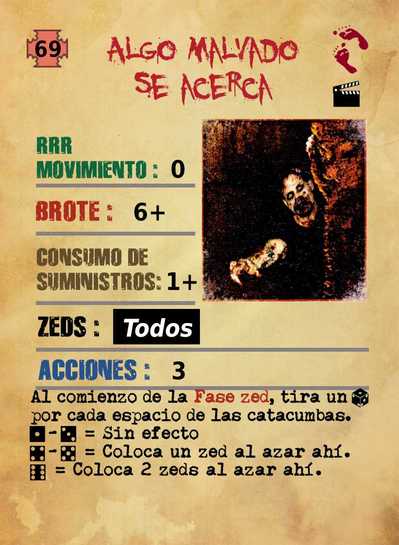 69
ALGO MALVADO
SE ACERCA
RRR
MOVIMIENTO : 0
BROTE : 6+
CONSUMO DE
SUMINISTROS: 1+
ZEDS : Todos
ACCIONES : 3
Al comienzo de la Fase zed, tira un
por cada espacio de las catacumbas.
- = Sin efecto
- = Coloca un zed al azar ahí.
= Coloca 2 zeds al azar ahí.